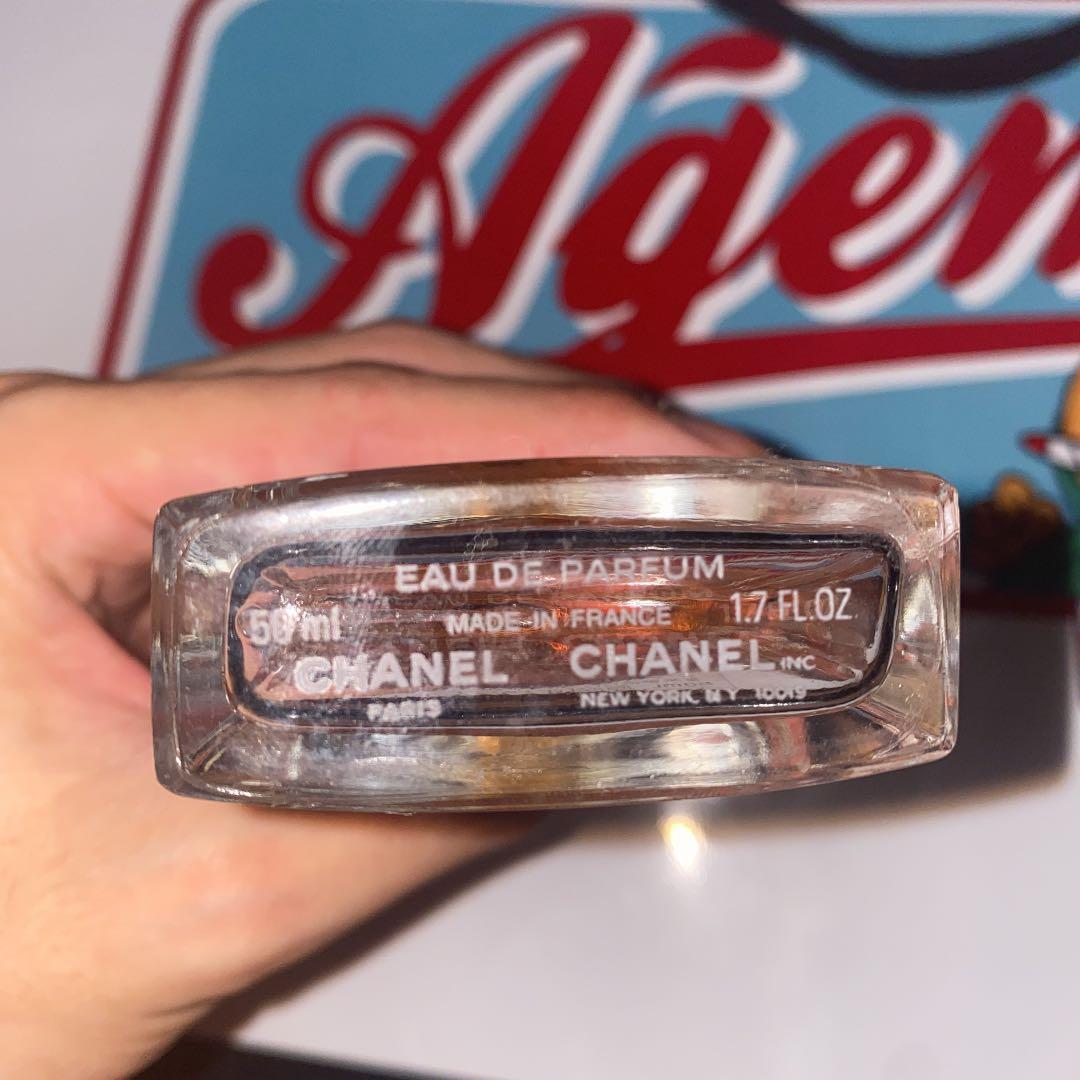 Agen
EAU DE PARFUM
50 ml MADE IN FRANCE 1.7 FL.OZ.
CHANEL CHANEL INC
PARIS NEW YORK, N.Y. 10019